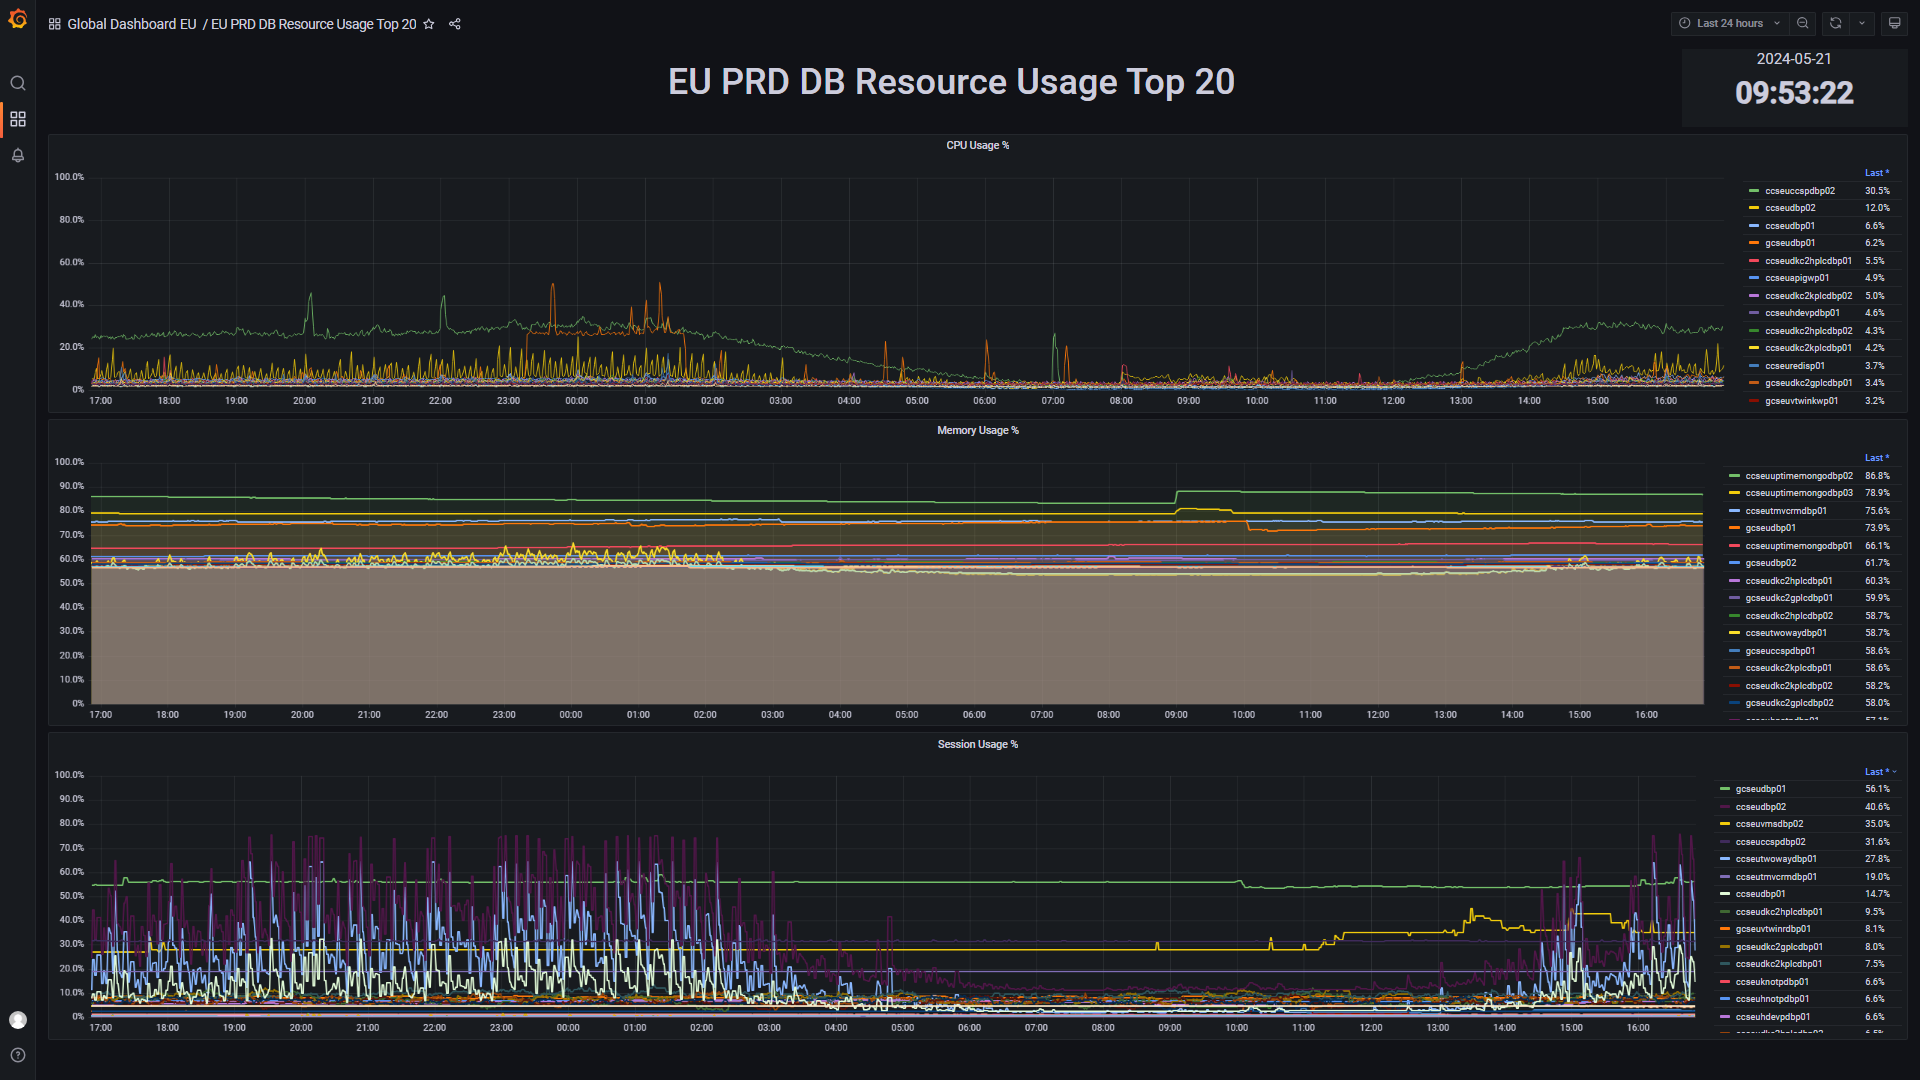 Global Dashboard EU / EU PRD DB Resource Usage Top 20
Last 24 hours
EU PRD DB Resource Usage Top 20
2024-05-21
09:53:22
CPU Usage %
100.0%
80.0%
60.0%
40.0%
20.0%
0%
17:00 18:00 19:00 20:00 21:00 22:00 23:00 00:00 01:00 02:00 03:00 04:00 05:00 06:00 07:00 08:00 09:00 10:00 11:00 12:00 13:00 14:00 15:00 16:00
Last *
ccseuccspdbp02 30.5%
ccseudbp02 12.0%
ccseudbp01 6.6%
gcseudbp01 6.2%
ccseudkc2hplcdbp01 5.5%
ccseuapigwp01 4.9%
ccseudkc2kplcdbp02 5.0%
ccseuhdevpdbp01 4.6%
ccseudkc2hplcdbp02 4.3%
ccseudkc2kplcdbp01 4.2%
ccseuredisp01 3.7%
gcseudkc2gplcdbp01 3.4%
gcseuvtwinkwp01 3.2%
Memory Usage %
100.0%
90.0%
80.0%
70.0%
60.0%
50.0%
40.0%
30.0%
20.0%
10.0%
0%
17:00 18:00 19:00 20:00 21:00 22:00 23:00 00:00 01:00 02:00 03:00 04:00 05:00 06:00 07:00 08:00 09:00 10:00 11:00 12:00 13:00 14:00 15:00 16:00
Last *
ccseuuptimemongodbp02 86.8%
ccseuuptimemongodbp03 78.9%
ccseutmvcrmdbp01 75.6%
gcseudbp01 73.9%
ccseuuptimemongodbp01 66.1%
gcseudbp02 61.7%
ccseudkc2hplcdbp01 60.3%
gcseudkc2gplcdbp01 59.9%
ccseudkc2hplcdbp02 58.7%
ccseutwowaydbp01 58.7%
gcseuccspdbp01 58.6%
ccseudkc2kplcdbp01 58.6%
ccseudkc2kplcdbp02 58.2%
gcseudkc2gplcdbp02 58.0%
Session Usage %
100.0%
90.0%
80.0%
70.0%
60.0%
50.0%
40.0%
30.0%
20.0%
10.0%
0%
17:00 18:00 19:00 20:00 21:00 22:00 23:00 00:00 01:00 02:00 03:00 04:00 05:00 06:00 07:00 08:00 09:00 10:00 11:00 12:00 13:00 14:00 15:00 16:00
Last *
gcseudbp01 56.1%
ccseudbp02 40.6%
ccseuvmsdbp02 35.0%
ccseuccspdbp02 31.6%
ccseutwowaydbp01 27.8%
ccseutmvcrmdbp01 19.0%
ccseudbp01 14.7%
ccseudkc2hplcdbp01 9.5%
gcseuvtwinrdbp01 8.1%
gcseudkc2gplcdbp01 8.0%
ccseudkc2kplcdbp01 7.5%
ccseuknotpdbp01 6.6%
ccseuhnotpdbp01 6.6%
ccseuhdevpdbp01 6.6%